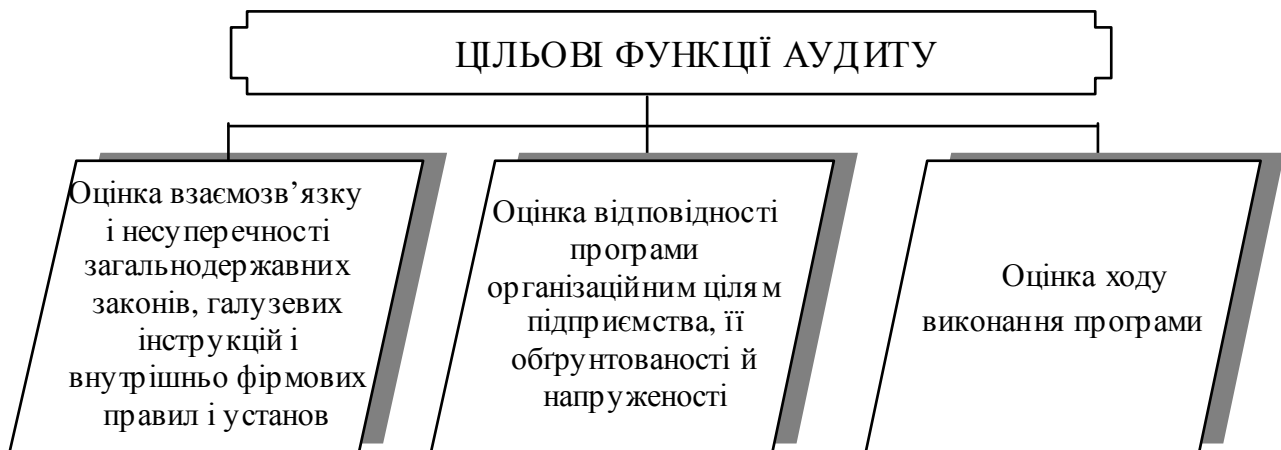 ЦІЛЬОВІ ФУНКЦІЇ АУДИТУ
Оцінка взаємозв’язку
і несуперечності
загальнодержавних
законів, галузевих
інструкцій і
внутрішньо фірмових
правил і установ
Оцінка відповідності
програми
організаційним цілям
підприємства, її
обґрунтованості й
напруженості
Оцінка ходу
виконання програми